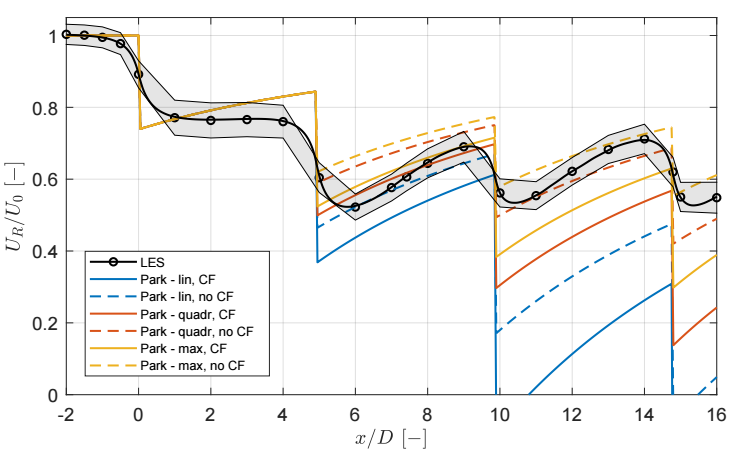 1
0.8
0.6
0.4
0.2
0
U_R/U_0 [−]
LES
Park - lin, CF
Park - lin, no CF
Park - quadr, CF
Park - quadr, no CF
Park - max, CF
Park - max, no CF
-2 0 2 4 6 8 10 12 14 16
x/D [−]